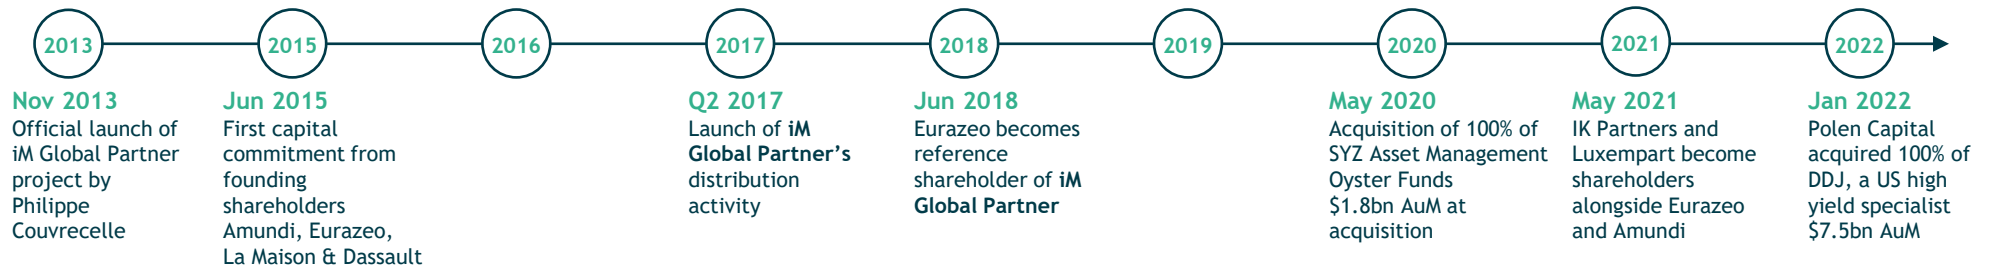 2013
2015
2016
2017
2018
2019
2020
2021
2022
Nov 2013
Official launch of
iM Global Partner
project by
Philippe
Couvrecelle
Jun 2015
First capital
commitment from
founding
shareholders
Amundi, Eurazeo,
La Maison & Dassault
Q2 2017
Launch of iM
Global Partner’s
distribution
activity
Jun 2018
Eurazeo becomes
reference
shareholder of iM
Global Partner
May 2020
Acquisition of 100% of
SYZ Asset Management
Oyster Funds
$1.8bn AuM at
acquisition
May 2021
IK Partners and
Luxempart become
shareholders
alongside Eurazeo
and Amundi
Jan 2022
Polen Capital
acquired 100% of
DDJ, a US high
yield specialist
$7.5bn AuM